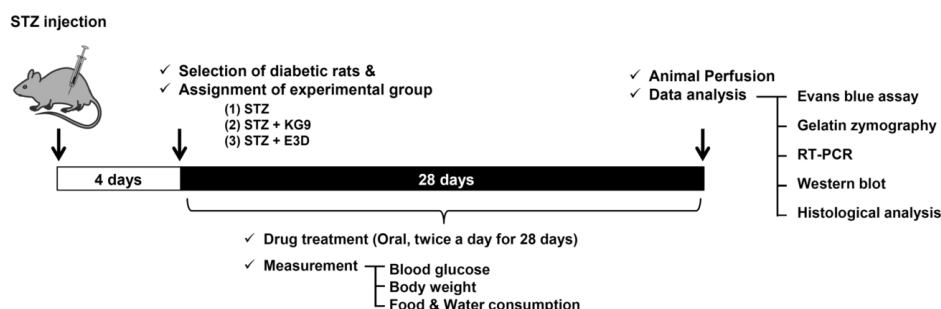 STZ injection
✓ Selection of diabetic rats &
✓ Assignment of experimental group
(1) STZ
(2) STZ + KG9
(3) STZ + E3D
✓ Animal Perfusion
✓ Data analysis
Evans blue assay
Gelatin zymography
RT-PCR
Western blot
Histological analysis
4 days
28 days
✓ Drug treatment (Oral, twice a day for 28 days)
✓ Measurement
Blood glucose
Body weight
Food & Water consumption